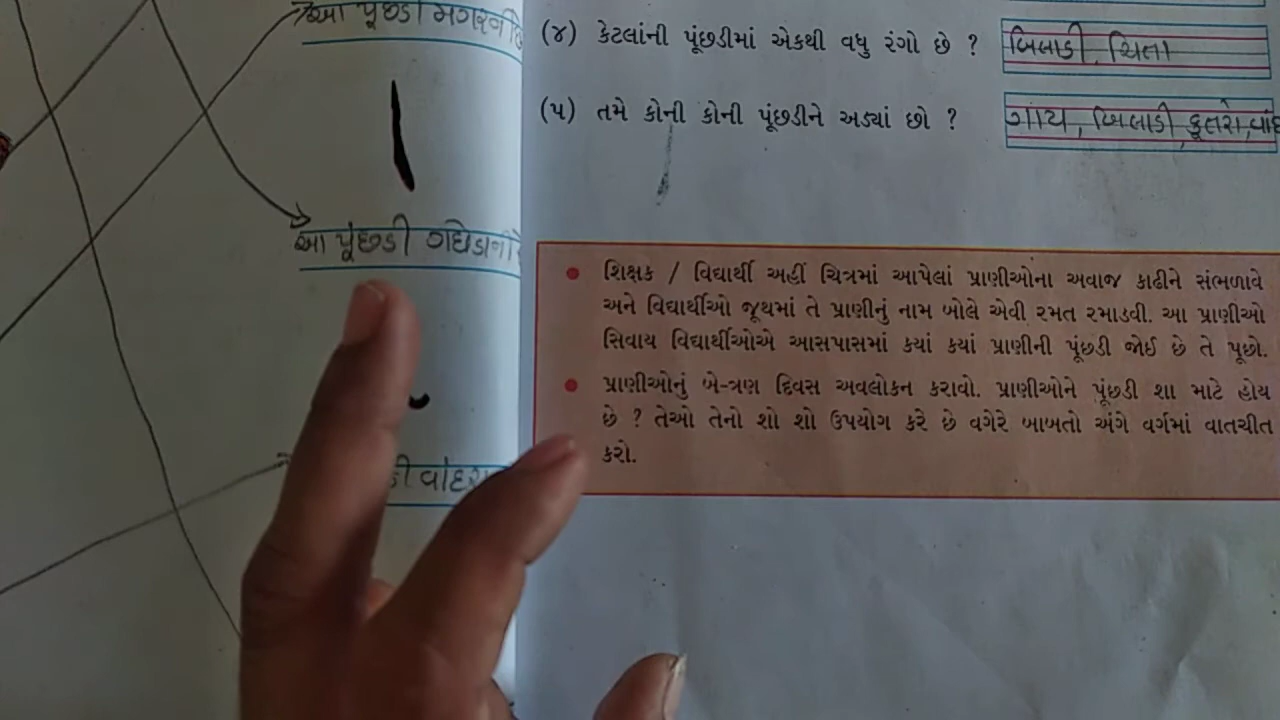 આ પૂંછડી મગરની
આ પૂંછડી ગધેડાની
વાંદરા
(૪) કેટલાંની પૂંછડીમાં એકથી વધુ રંગો છે ? બિલાડી, ચિતા
(૫) તમે કોની કોની પૂંછડીને અડ્યાં છો ? ગાય, બિલાડી, કૂતરો,
• શિક્ષક / વિદ્યાર્થી અહીં ચિત્રમાં આપેલાં પ્રાણીઓના અવાજ કાઢીને સંભળાવે
અને વિદ્યાર્થીઓ જૂથમાં તે પ્રાણીનું નામ બોલે એવી રમત રમાડવી. આ પ્રાણીઓ
સિવાય વિદ્યાર્થીઓએ આસપાસમાં કયાં કયાં પ્રાણીની પૂંછડી જોઈ છે તે પૂછો.
• પ્રાણીઓનું બે-ત્રણ દિવસ અવલોકન કરાવો. પ્રાણીઓને પૂંછડી શા માટે હોય
છે ? તેઓ તેનો શો શો ઉપયોગ કરે છે વગેરે બાબતો અંગે વર્ગમાં વાતચીત
કરો.